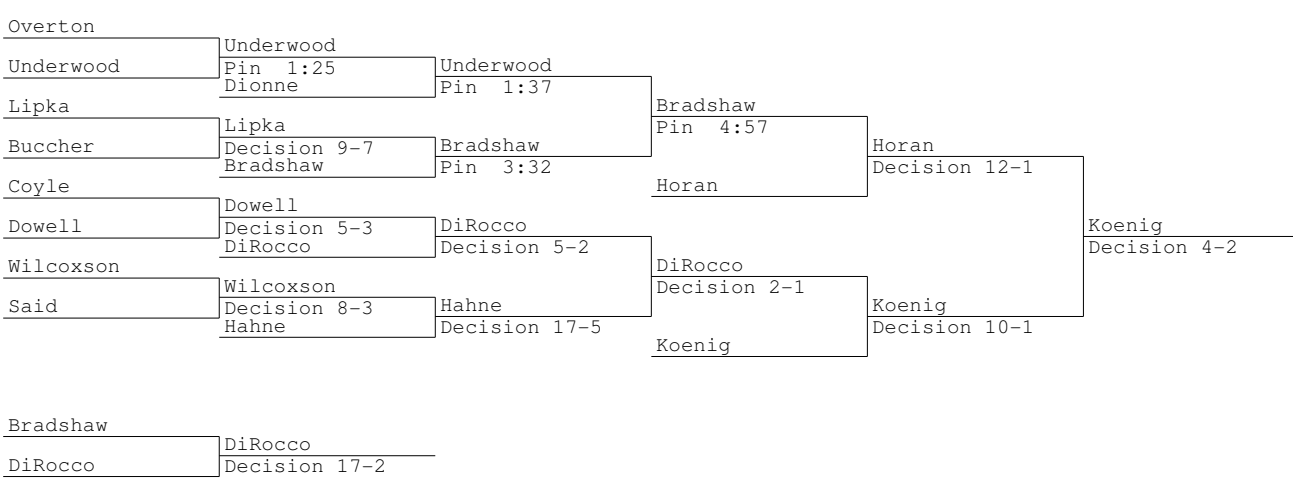 Overton
Underwood
Underwood
Pin 1:25
Underwood
Dionne
Pin 1:37
Lipka
Bradshaw
Lipka
Pin 4:57
Buccher
Decision 9-7
Bradshaw
Horan
Bradshaw
Pin 3:32
Decision 12-1
Coyle
Horan
Dowell
Dowell
Decision 5-3
DiRocco
Koenig
DiRocco
Decision 5-2
Decision 4-2
Wilcoxson
DiRocco
Wilcoxson
Decision 2-1
Said
Decision 8-3
Hahne
Koenig
Hahne
Decision 17-5
Decision 10-1
Koenig
Bradshaw
DiRocco
DiRocco
Decision 17-2